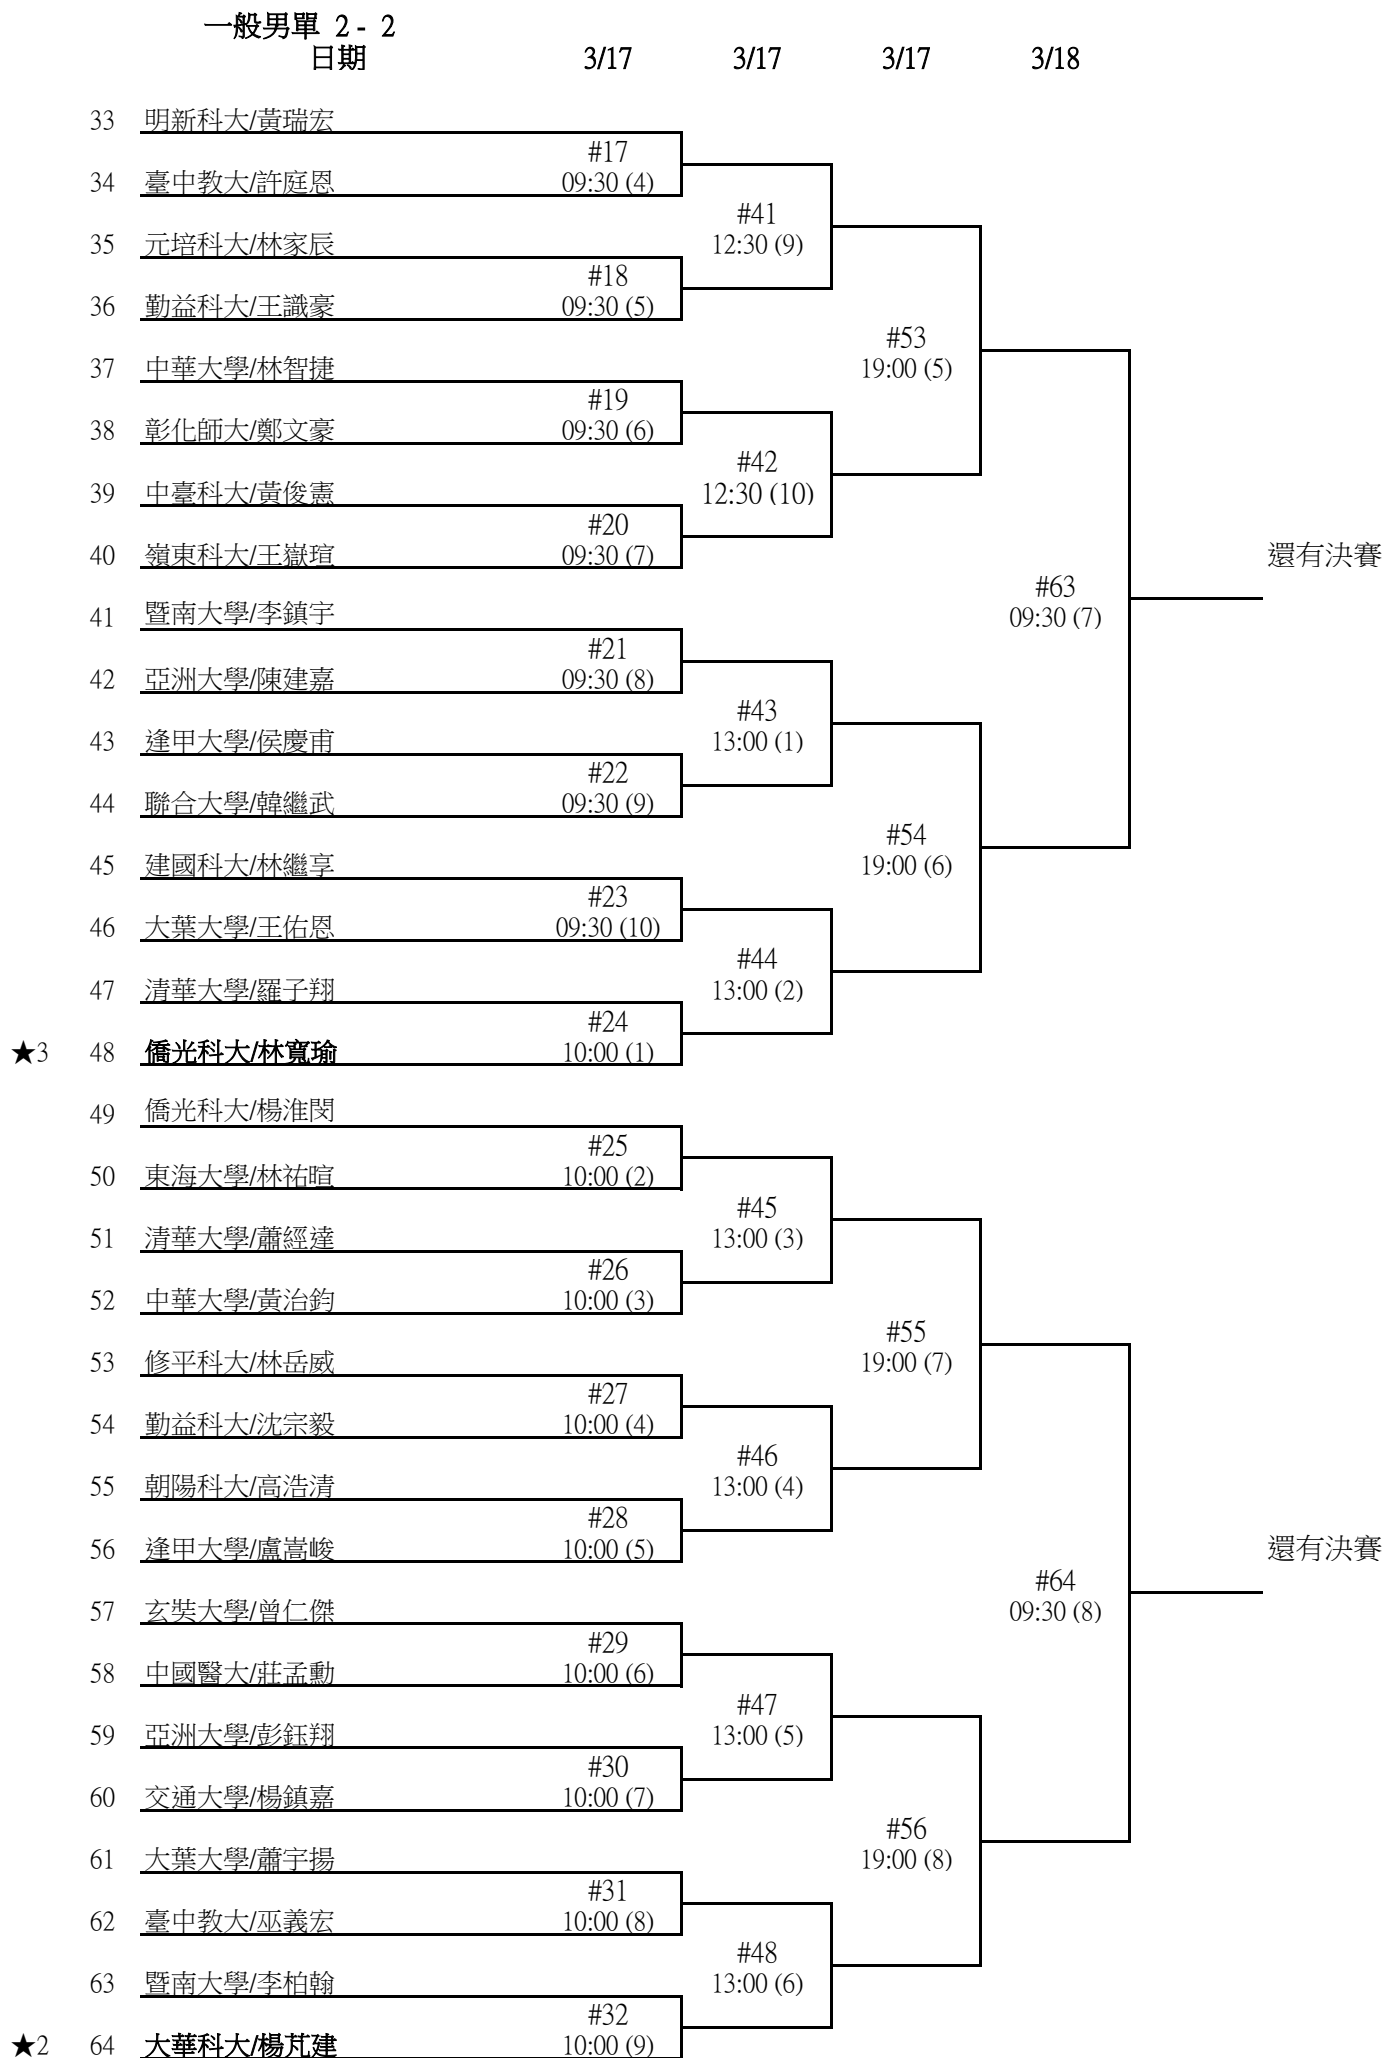 一般男單 2 - 2
日期 3/17 3/17 3/17 3/18
33 明新科大/黃瑞宏
#17
34 臺中教大/許庭恩 09:30 (4)
#41
35 元培科大/林家辰 12:30 (9)
#18
36 勤益科大/王識豪 09:30 (5)
#53
37 中華大學/林智捷 19:00 (5)
#19
38 彰化師大/鄭文豪 09:30 (6)
#42
39 中臺科大/黃俊憲 12:30 (10)
#20
40 嶺東科大/王嶽瑄 09:30 (7) 還有決賽
#63
41 暨南大學/李鎮宇 09:30 (7)
#21
42 亞洲大學/陳建嘉 09:30 (8)
#43
43 逢甲大學/侯慶甫 13:00 (1)
#22
44 聯合大學/韓繼武 09:30 (9)
#54
45 建國科大/林繼享 19:00 (6)
#23
46 大葉大學/王佑恩 09:30 (10)
#44
47 清華大學/羅子翔 13:00 (2)
#24
★3 48 僑光科大/林寬瑜 10:00 (1)
49 僑光科大/楊淮閔
#25
50 東海大學/林祐暄 10:00 (2)
#45
51 清華大學/蕭經達 13:00 (3)
#26
52 中華大學/黃治鈞 10:00 (3)
#55
53 修平科大/林岳威 19:00 (7)
#27
54 勤益科大/沈宗毅 10:00 (4)
#46
55 朝陽科大/高浩清 13:00 (4)
#28
56 逢甲大學/盧嵩峻 10:00 (5) 還有決賽
#64
57 玄奘大學/曾仁傑 09:30 (8)
#29
58 中國醫大/莊孟勳 10:00 (6)
#47
59 亞洲大學/彭鈺翔 13:00 (5)
#30
60 交通大學/楊鎮嘉 10:00 (7)
#56
61 大葉大學/蕭宇揚 19:00 (8)
#31
62 臺中教大/巫義宏 10:00 (8)
#48
63 暨南大學/李柏翰 13:00 (6)
#32
★2 64 大華科大/楊芃建 10:00 (9)